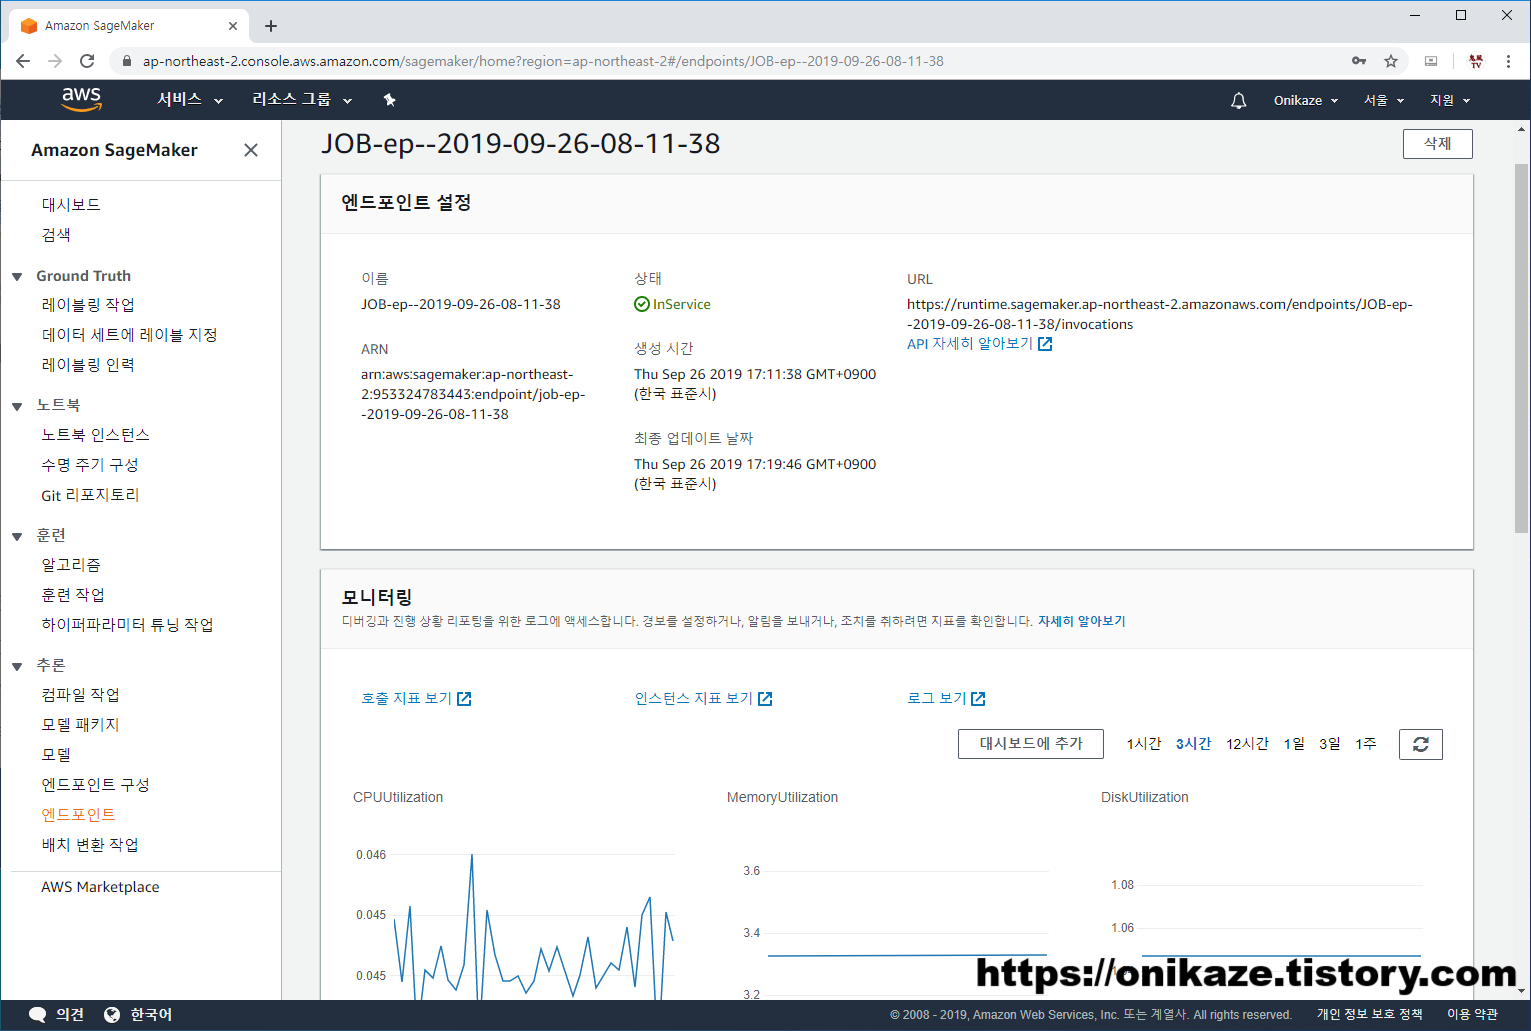 Amazon SageMaker
ap-northeast-2.console.aws.amazon.com/sagemaker/home?region=ap-northeast-2#/endpoints/JOB-ep--2019-09-26-08-11-38
TV
aws 서비스 리소스 그룹 Onikaze 서울 지원
Amazon SageMaker
대시보드
검색
Ground Truth
레이블링 작업
데이터 세트에 레이블 지정
레이블링 인력
노트북
노트북 인스턴스
수명 주기 구성
Git 리포지토리
훈련
알고리즘
훈련 작업
하이퍼파라미터 튜닝 작업
추론
컴파일 작업
모델 패키지
모델
엔드포인트 구성
엔드포인트
배치 변환 작업
AWS Marketplace
JOB-ep--2019-09-26-08-11-38
삭제
엔드포인트 설정
이름
JOB-ep--2019-09-26-08-11-38
ARN
arn:aws:sagemaker:ap-northeast-
2:953324783443:endpoint/job-ep-
-2019-09-26-08-11-38
상태
InService
생성 시간
Thu Sep 26 2019 17:11:38 GMT+0900
(한국 표준시)
최종 업데이트 날짜
Thu Sep 26 2019 17:19:46 GMT+0900
(한국 표준시)
URL
https://runtime.sagemaker.ap-northeast-2.amazonaws.com/endpoints/JOB-ep-
-2019-09-26-08-11-38/invocations
API 자세히 알아보기
모니터링
디버깅과 진행 상황 리포팅을 위한 로그에 액세스합니다. 경보를 설정하거나, 알림을 보내거나, 조치를 취하려면 지표를 확인합니다. 자세히 알아보기
호출 지표 보기 인스턴스 지표 보기 로그 보기
대시보드에 추가 1시간 3시간 12시간 1일 3일 1주
CPUUtilization
0.046
0.045
0.045
MemoryUtilization
3.6
3.4
3.2
DiskUtilization
1.08
1.06
https://onikaze.tistory.com
의견 한국어 © 2008 - 2019, Amazon Web Services, Inc. 또는 계열사. All rights reserved. 개인 정보 보호 정책 이용 약관